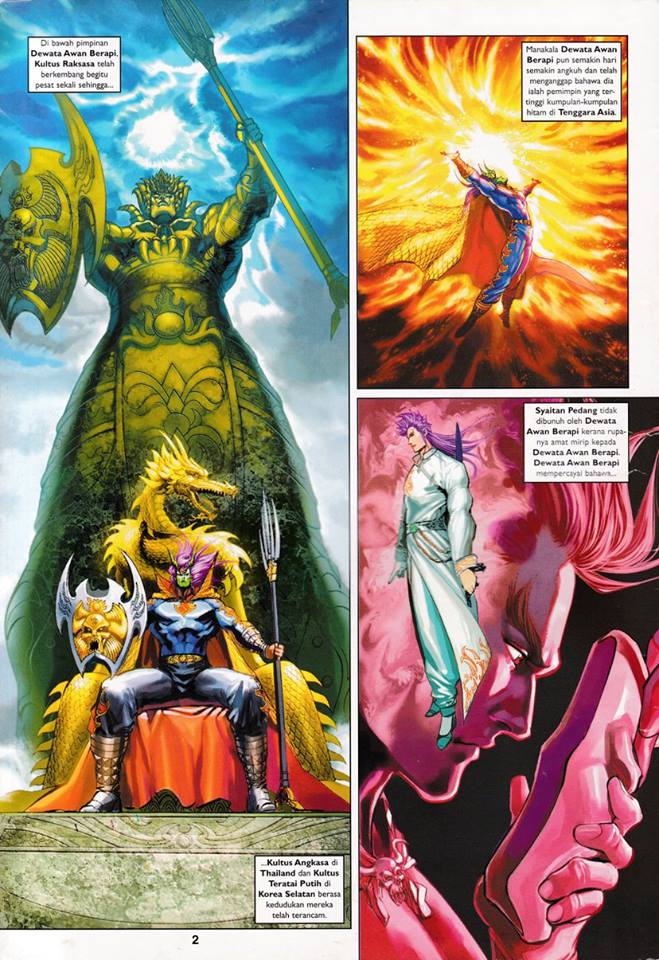 Di bawah pimpinan
Dewata Awan Berapi,
Kultus Raksasa telah
berkembang begitu
pesat sekali sehingga...
...Kultus Angkasa di
Thailand dan Kultus
Teratai Putih di
Korea Selatan berasa
kedudukan mereka
telah terancam.
Manakala Dewata Awan
Berapi pun semakin hari
semakin angkuh dan telah
menganggap bahawa dia
ialah pemimpin yang ter-
tinggi kumpulan-kumpulan
hitam di Tenggara Asia.
Syaitan Pedang tidak
dibunuh oleh Dewata
Awan Berapi kerana rupa-
nya amat mirip kepada
Dewata Awan Berapi.
Dewata Awan Berapi
mempercayai bahawa...
2